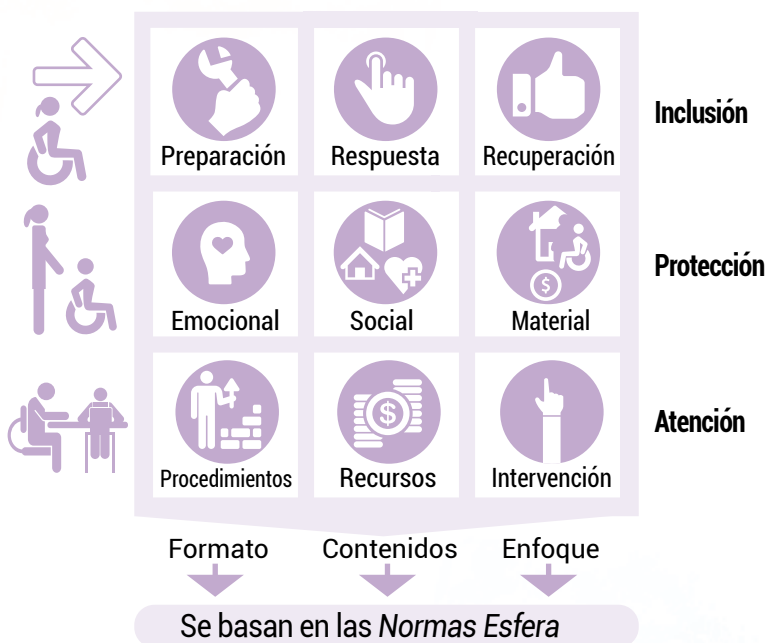 Preparación
Respuesta
Recuperación
Inclusión
Emocional
Social
Material
Protección
Procedimientos
Recursos
Intervención
Atención
Formato
Contenidos
Enfoque
Se basan en las Normas Esfera